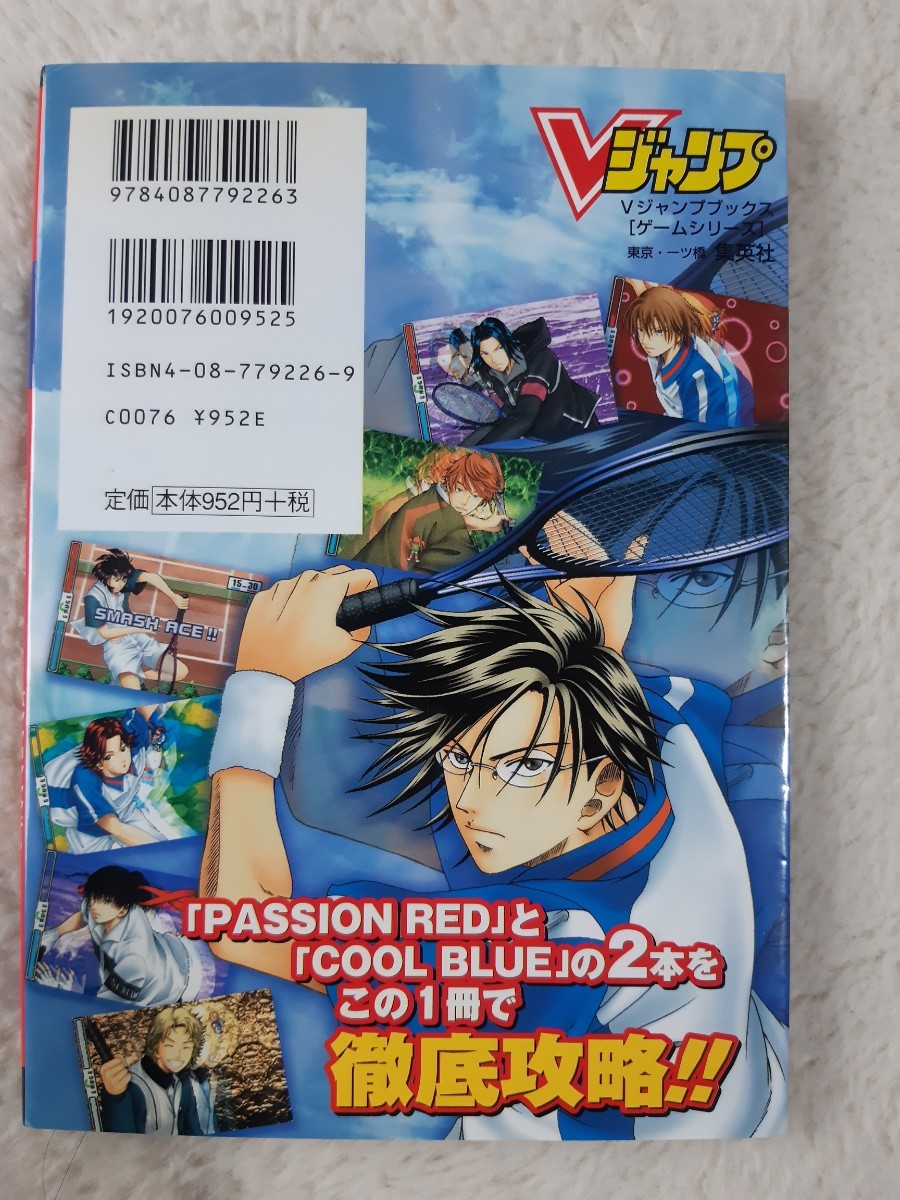 9784087792263
1920076009525
ISBN4-08-779226-9
C0076 ¥952E
定価 本体952円+税
Vジャンプ
Vジャンプブックス
[ゲームシリーズ]
東京・一ツ橋 集英社
15-30
SMASH ACE!!
「PASSION RED」と
「COOL BLUE」の2本を
この1冊で
徹底攻略!!